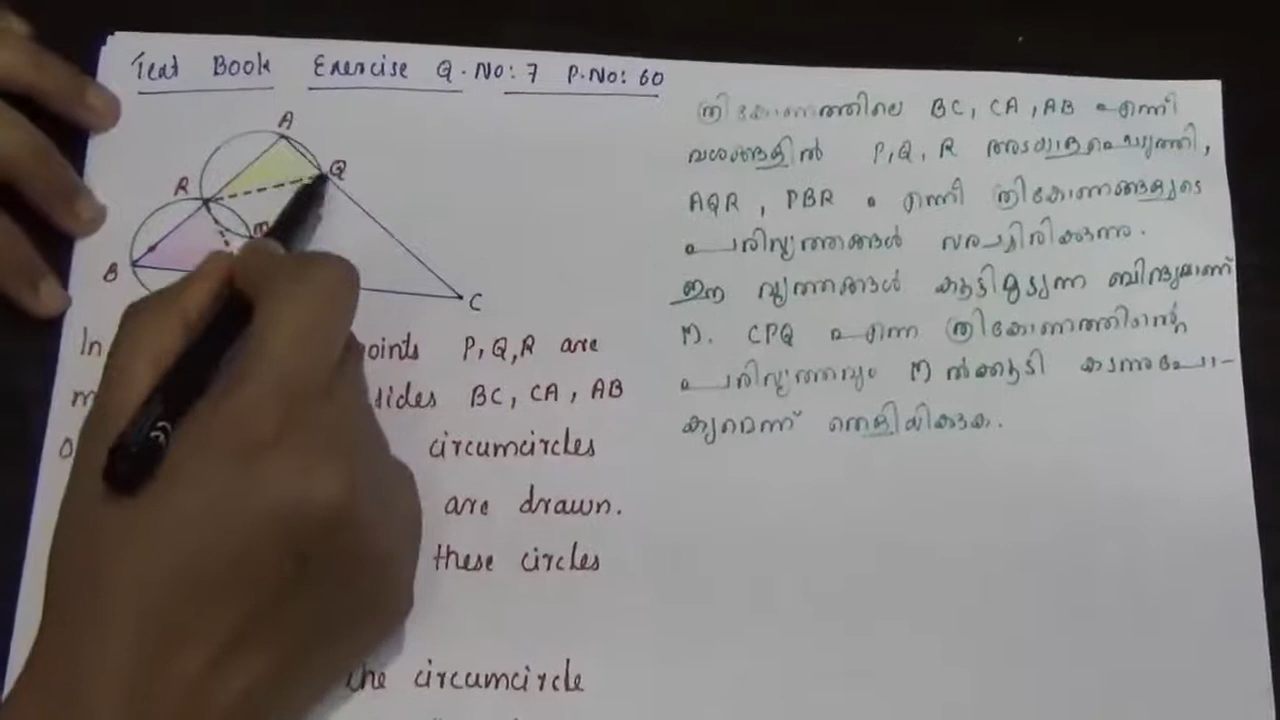 Text Book Exercise Q.No:7 P.No: 60
A
Q
R
m
B
C
In points P,Q,R are
m sides BC, CA, AB
circumcircles
are drawn.
these circles
the circumcircle
ത്രികോണത്തിലെ BC, CA, AB എന്നീ
വശങ്ങളിൽ P, Q, R അടയാളപ്പെടുത്തി,
AQR, PBR എന്നീ ത്രികോണങ്ങളുടെ
പരിവൃത്തങ്ങൾ വരച്ചിരിക്കുന്നു.
ഈ വൃത്തങ്ങൾ കൂട്ടിമുട്ടുന്ന ബിന്ദുവാണ്
M. CPQ എന്ന ത്രികോണത്തിന്റെ
പരിവൃത്തവും M ൽക്കൂടി കടന്നുപോ-
കുമെന്ന് തെളിയിക്കുക.